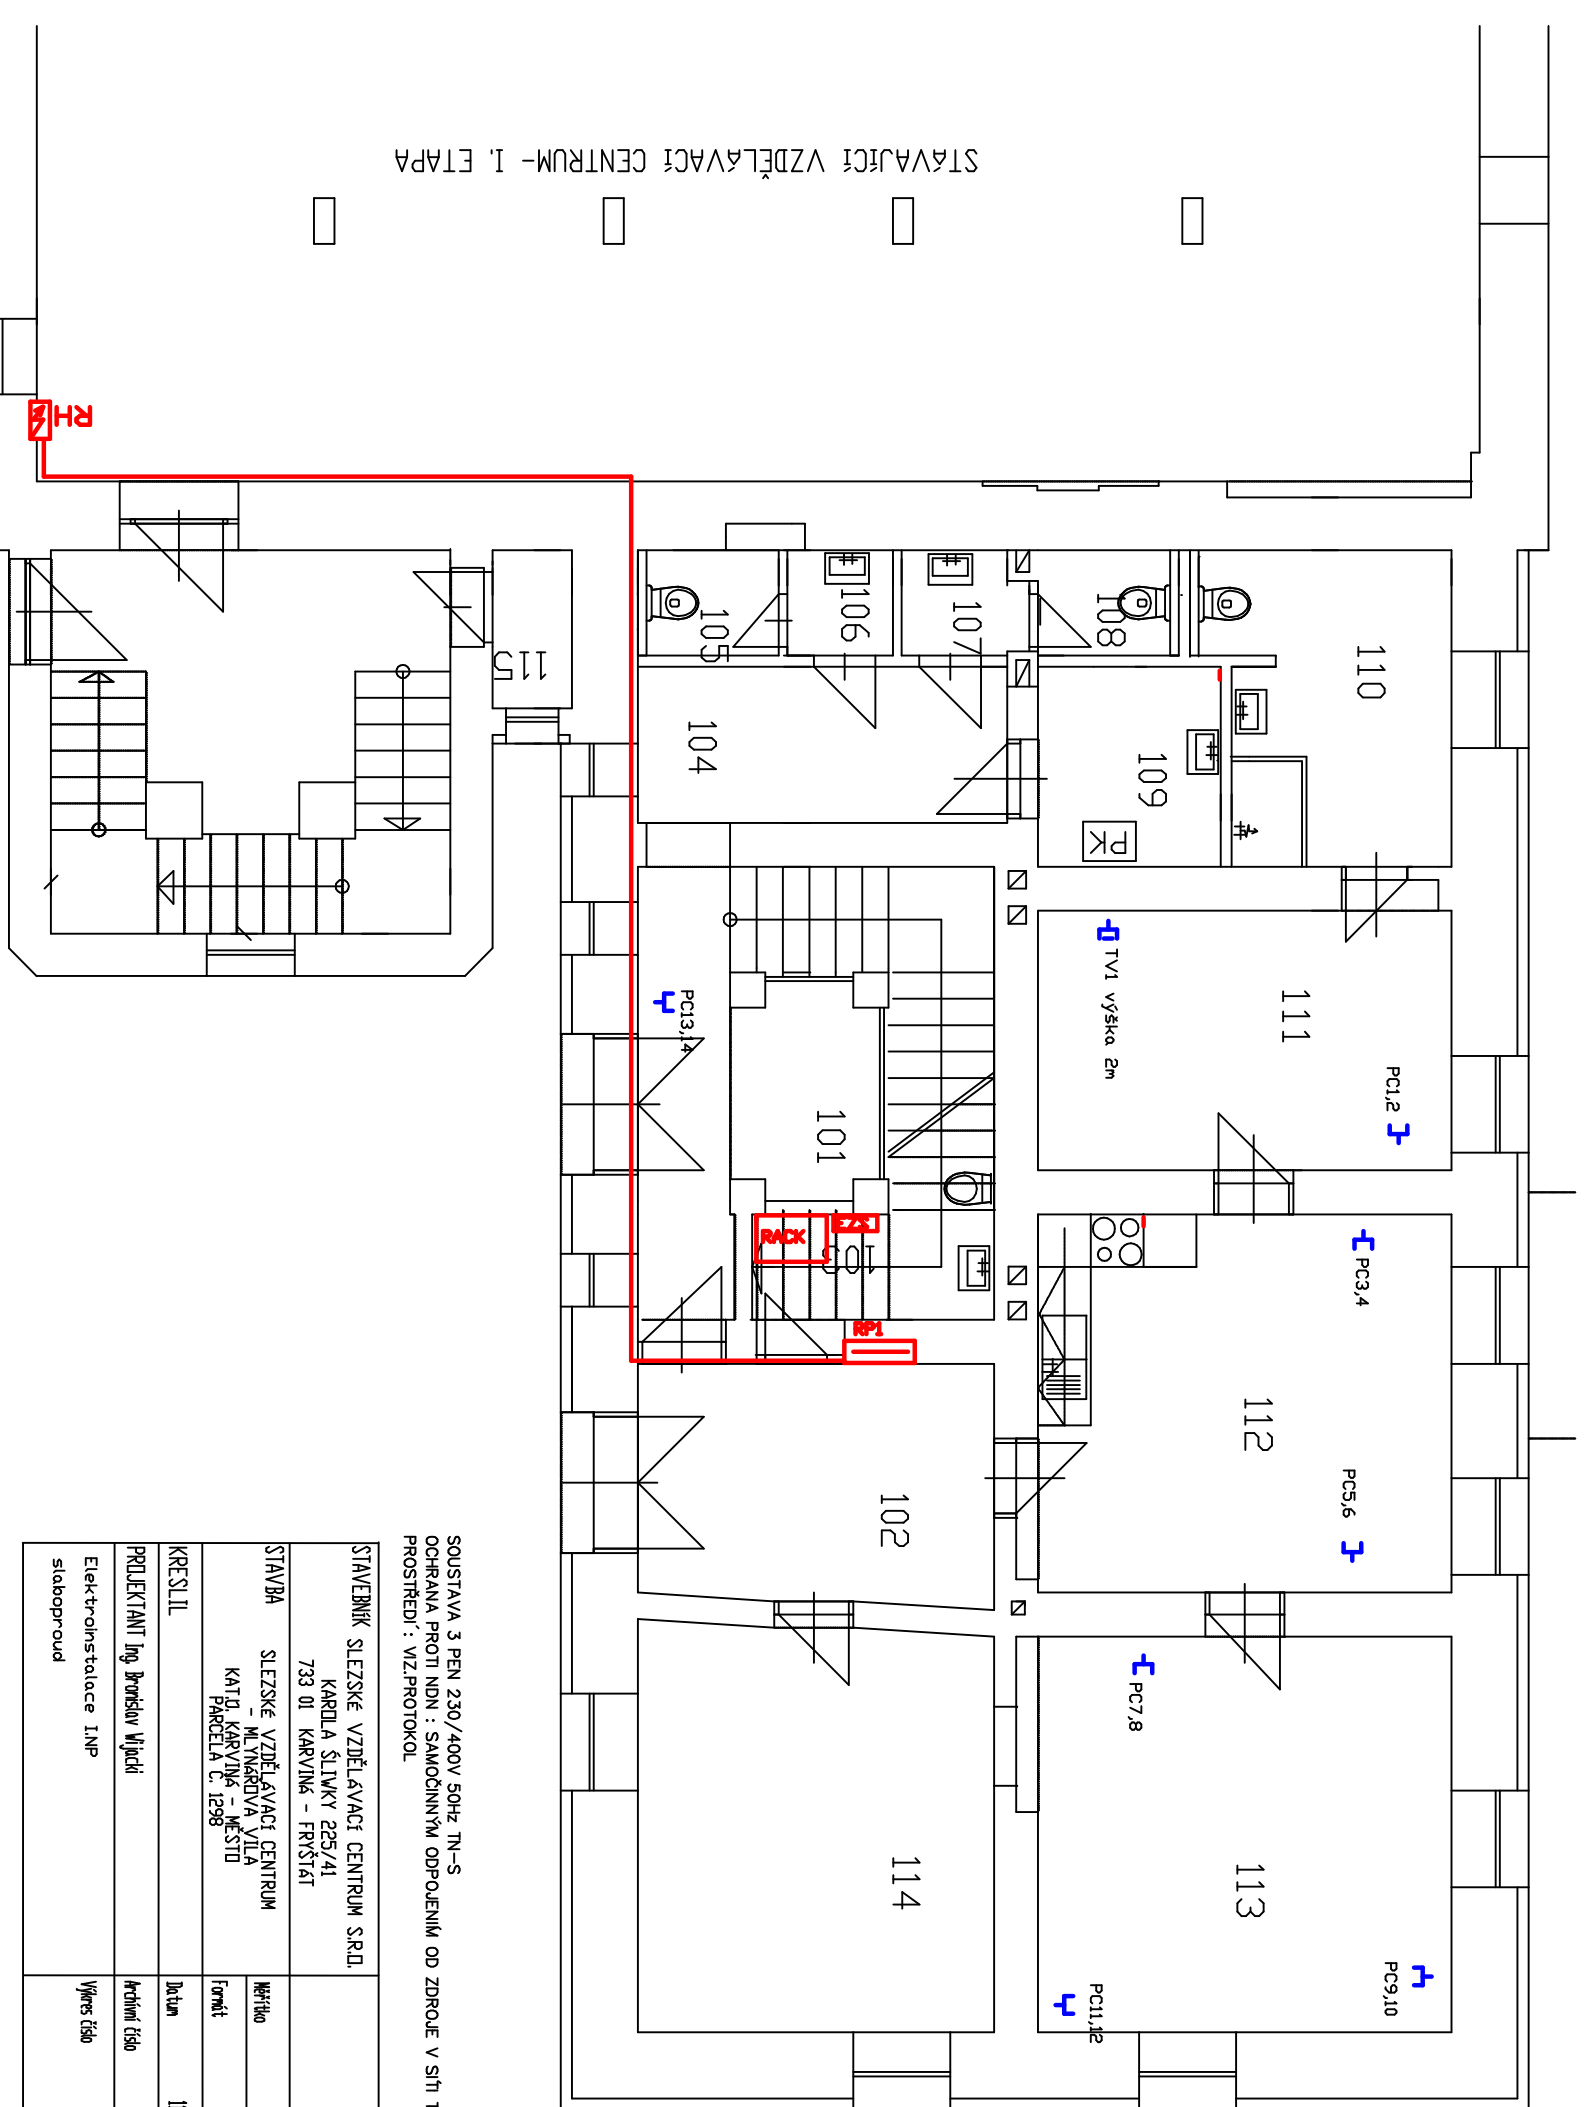 STÁVAJÍCÍ VZDĚLÁVACÍ CENTRUM- I. ETAPA
RH
115
105
106
107
108
110
104
109
PK
TV1 výška 2m
111
PC1,2
PC13,14
101
RACK
EZS
103
RP1
PC3,4
112
PC5,6
102
PC7,8
113
114
PC9,10
PC11,12
SOUSTAVA 3 PEN 230/400V 50Hz TN-S
OCHRANA PROTI NDN : SAMOČINNÝM ODPOJENÍM OD ZDROJE V SÍTI
PROSTŘEDÍ : VIZ.PROTOKOL
STAVEBNÍK SLEZSKÉ VZDĚLÁVACÍ CENTRUM S.R.O.
KAROLA ŚLIWKY 225/41
733 01 KARVINÁ - FRYŠTÁT
STAVBA SLEZSKÉ VZDĚLÁVACÍ CENTRUM
- MLYNÁŘOVA VILA
KAT.Ú. KARVINÁ - MĚSTO
PARCELA Č. 1298
Měřítko
Formát
KRESLIL
Datum
PROJEKTANT Ing. Bronislav Wijacki
Archivní číslo
Elektroinstalace 1.NP
slaboproud
Výkres číslo